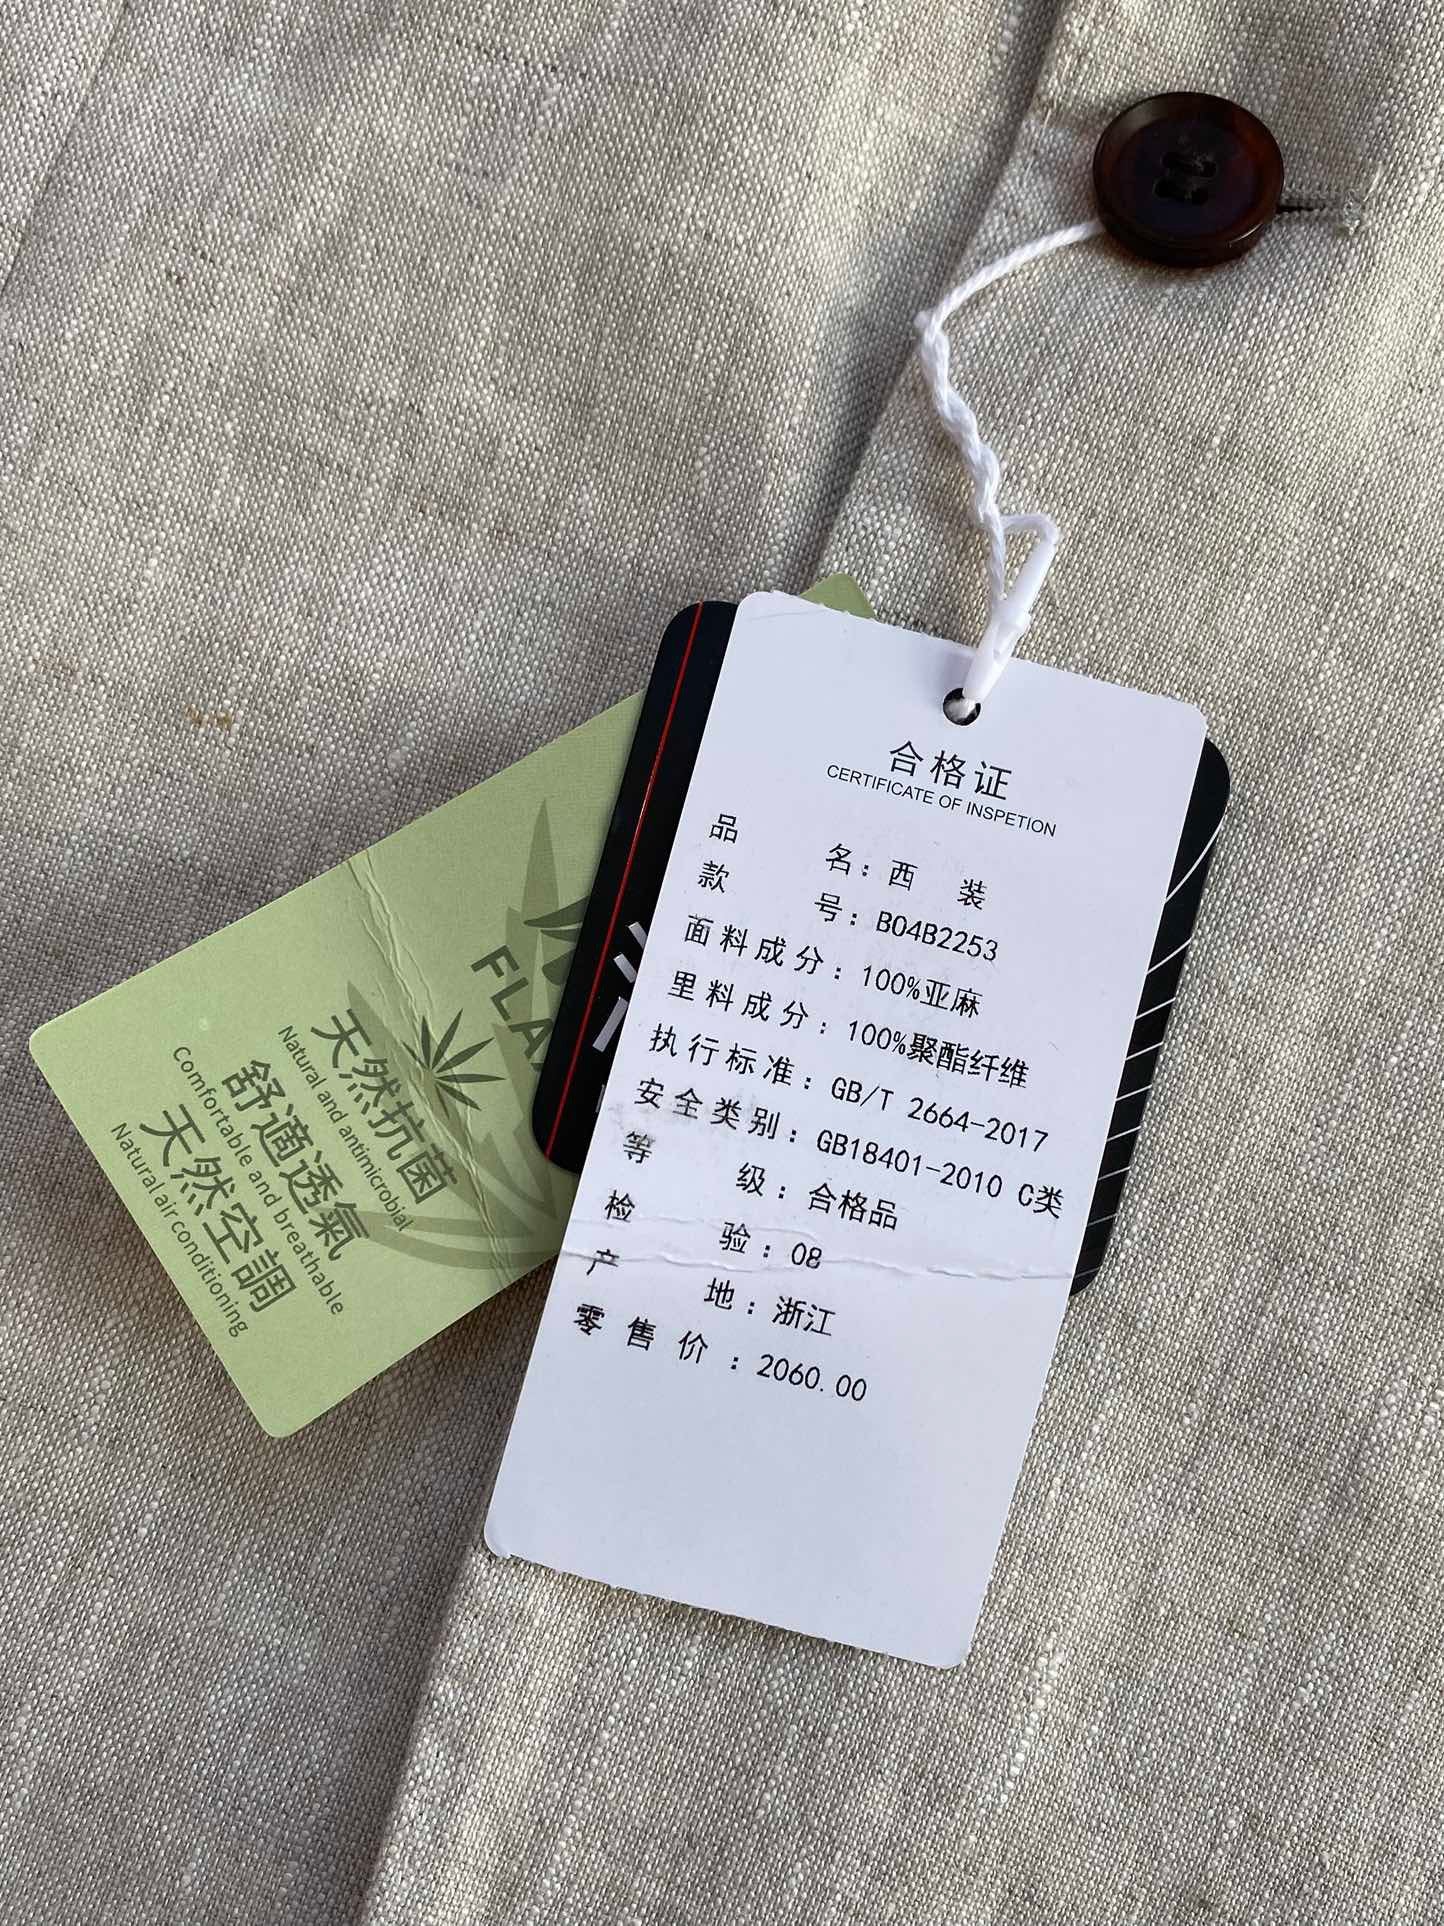 合格证
CERTIFICATE OF INSPETION
品名：西 装
款号：B04B2253
面料成分：100%亚麻
里料成分：100%聚酯纤维
执行标准：GB/T 2664-2017
安全类别：GB18401-2010 C类
等级：合格品
检验：08
产地：浙江
零售价：2060.00
天然抗菌
Natural and antimicrobial
舒適透氣
Comfortable and breathable
天然空調
Natural air conditioning